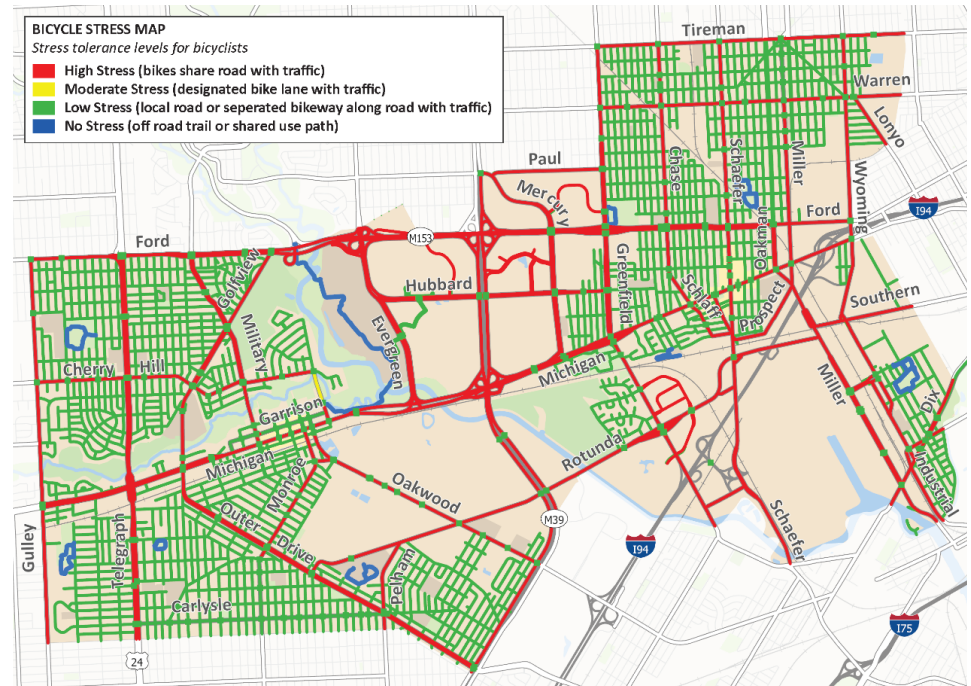 BICYCLE STRESS MAP
Stress tolerance levels for bicyclists
High Stress (bikes share road with traffic)
Moderate Stress (designated bike lane with traffic)
Low Stress (local road or seperated bikeway along road with traffic)
No Stress (off road trail or shared use path)
Tireman
Warren
Lonyo
Paul
Chase
Schaefer
Miller
Wyoming
Mercury
I94
Ford
Oakman
M153
Ford
Golfview
Greenfield
Hubbard
Schlaff
Prospect
Southern
Military
Evergreen
Cherry
Hill
Michigan
Miller
Dix
Garrison
Rotunda
Michigan
Monroe
Oakwood
Industrial
Outer
Drive
M39
Schaefer
Gulley
Telegraph
I94
Pelham
Carlysle
I75
24